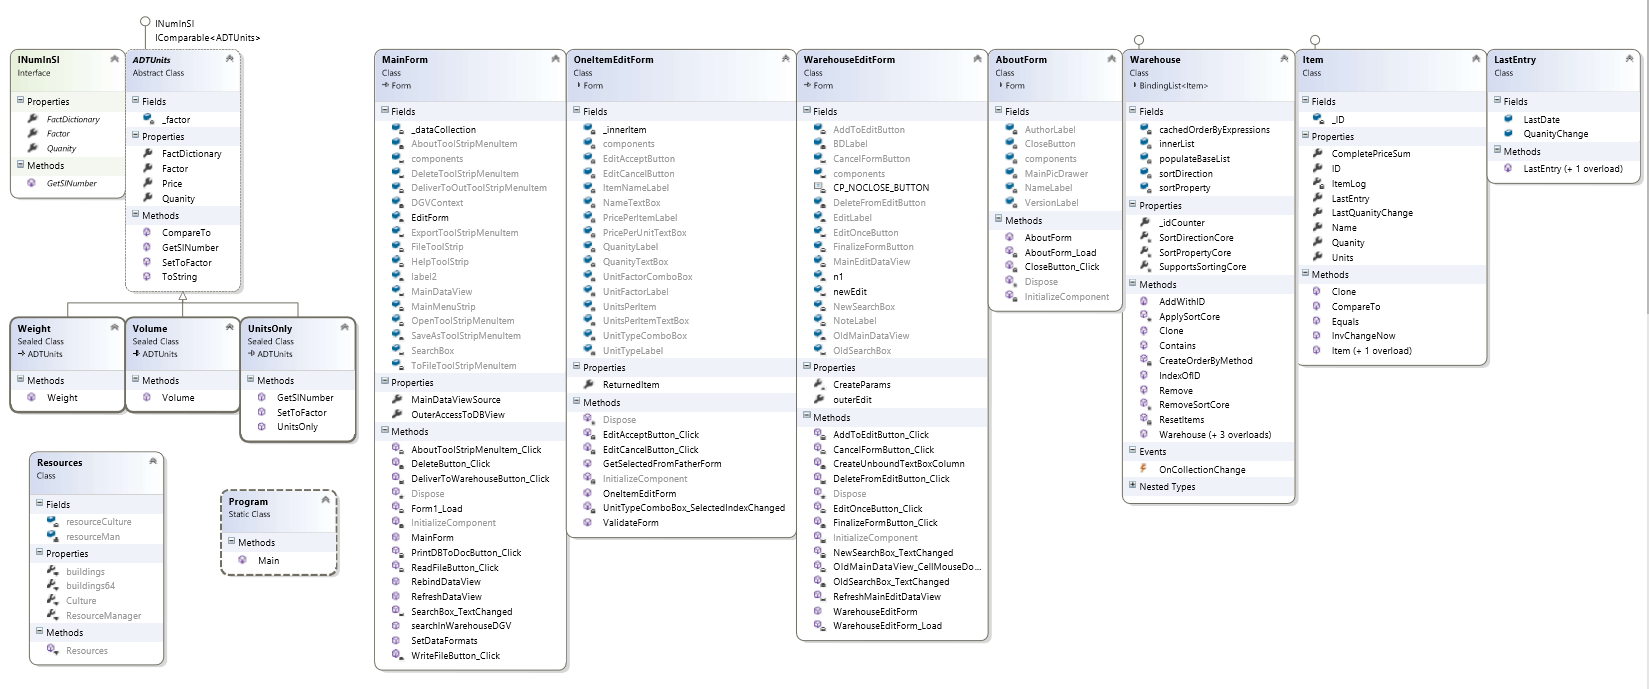 INumInSI
IComparable<ADTUnits>
INumInSI
Interface
Properties
FactDictionary
Factor
Quanity
Methods
GetSINumber
ADTUnits
Abstract Class
Fields
_factor
Properties
FactDictionary
Factor
Price
Quanity
Methods
CompareTo
GetSINumber
SetToFactor
ToString
Weight
Sealed Class
ADTUnits
Methods
Weight
Volume
Sealed Class
ADTUnits
Methods
Volume
UnitsOnly
Sealed Class
ADTUnits
Methods
GetSINumber
SetToFactor
UnitsOnly
Resources
Class
Fields
resourceCulture
resourceMan
Properties
buildings
buildings64
Culture
ResourceManager
Methods
Resources
Program
Static Class
Methods
Main
MainForm
Class
Form
Fields
_dataCollection
AboutToolStripMenuItem
components
DeleteToolStripMenuItem
DeliverToOutToolStripMenuItem
DGVContext
EditForm
ExportToolStripMenuItem
FileToolStrip
HelpToolStrip
label2
MainDataView
MainMenuStrip
OpenToolStripMenuItem
SaveAsToolStripMenuItem
SearchBox
ToFileToolStripMenuItem
Properties
MainDataViewSource
OuterAccessToDBView
Methods
AboutToolStripMenuItem_Click
DeleteButton_Click
DeliverToWarehouseButton_Click
Dispose
Form1_Load
InitializeComponent
MainForm
PrintDBToDocButton_Click
ReadFileButton_Click
RebindDataView
RefreshDataView
SearchBox_TextChanged
searchInWarehouseDGV
SetDataFormats
WriteFileButton_Click
OneItemEditForm
Class
Form
Fields
_innerItem
components
EditAcceptButton
EditCancelButton
ItemNameLabel
NameTextBox
PricePerItemLabel
PricePerUnitTextBox
QuanityLabel
QuanityTextBox
UnitFactorComboBox
UnitFactorLabel
UnitsPerItem
UnitsPerItemTextBox
UnitTypeComboBox
UnitTypeLabel
Properties
ReturnedItem
Methods
Dispose
EditAcceptButton_Click
EditCancelButton_Click
GetSelectedFromFatherForm
InitializeComponent
OneItemEditForm
UnitTypeComboBox_SelectedIndexChanged
ValidateForm
WarehouseEditForm
Class
Form
Fields
AddToEditButton
BDLabel
CancelFormButton
components
CP_NOCLOSE_BUTTON
DeleteFromEditButton
EditLabel
EditOnceButton
FinalizeFormButton
MainEditDataView
n1
newEdit
NewSearchBox
NoteLabel
OldMainDataView
OldSearchBox
Properties
CreateParams
outerEdit
Methods
AddToEditButton_Click
CancelFormButton_Click
CreateUnboundTextBoxColumn
DeleteFromEditButton_Click
Dispose
EditOnceButton_Click
FinalizeFormButton_Click
InitializeComponent
NewSearchBox_TextChanged
OldMainDataView_CellMouseDo...
OldSearchBox_TextChanged
RefreshMainEditDataView
WarehouseEditForm
WarehouseEditForm_Load
AboutForm
Class
Form
Fields
AuthorLabel
CloseButton
components
MainPicDrawer
NameLabel
VersionLabel
Methods
AboutForm
AboutForm_Load
CloseButton_Click
Dispose
InitializeComponent
Warehouse
Class
BindingList<Item>
Fields
cachedOrderByExpressions
innerList
populateBaseList
sortDirection
sortProperty
Properties
_idCounter
SortDirectionCore
SortPropertyCore
SupportsSortingCore
Methods
AddWithID
ApplySortCore
Clone
Contains
CreateOrderByMethod
IndexOfID
Remove
RemoveSortCore
ResetItems
Warehouse (+ 3 overloads)
Events
OnCollectionChange
Nested Types
Item
Class
Fields
_ID
Properties
CompletePriceSum
ID
ItemLog
LastEntry
LastQuanityChange
Name
Quanity
Units
Methods
Clone
CompareTo
Equals
InvChangeNow
Item (+ 1 overload)
LastEntry
Class
Fields
LastDate
QuanityChange
Methods
LastEntry (+ 1 overload)